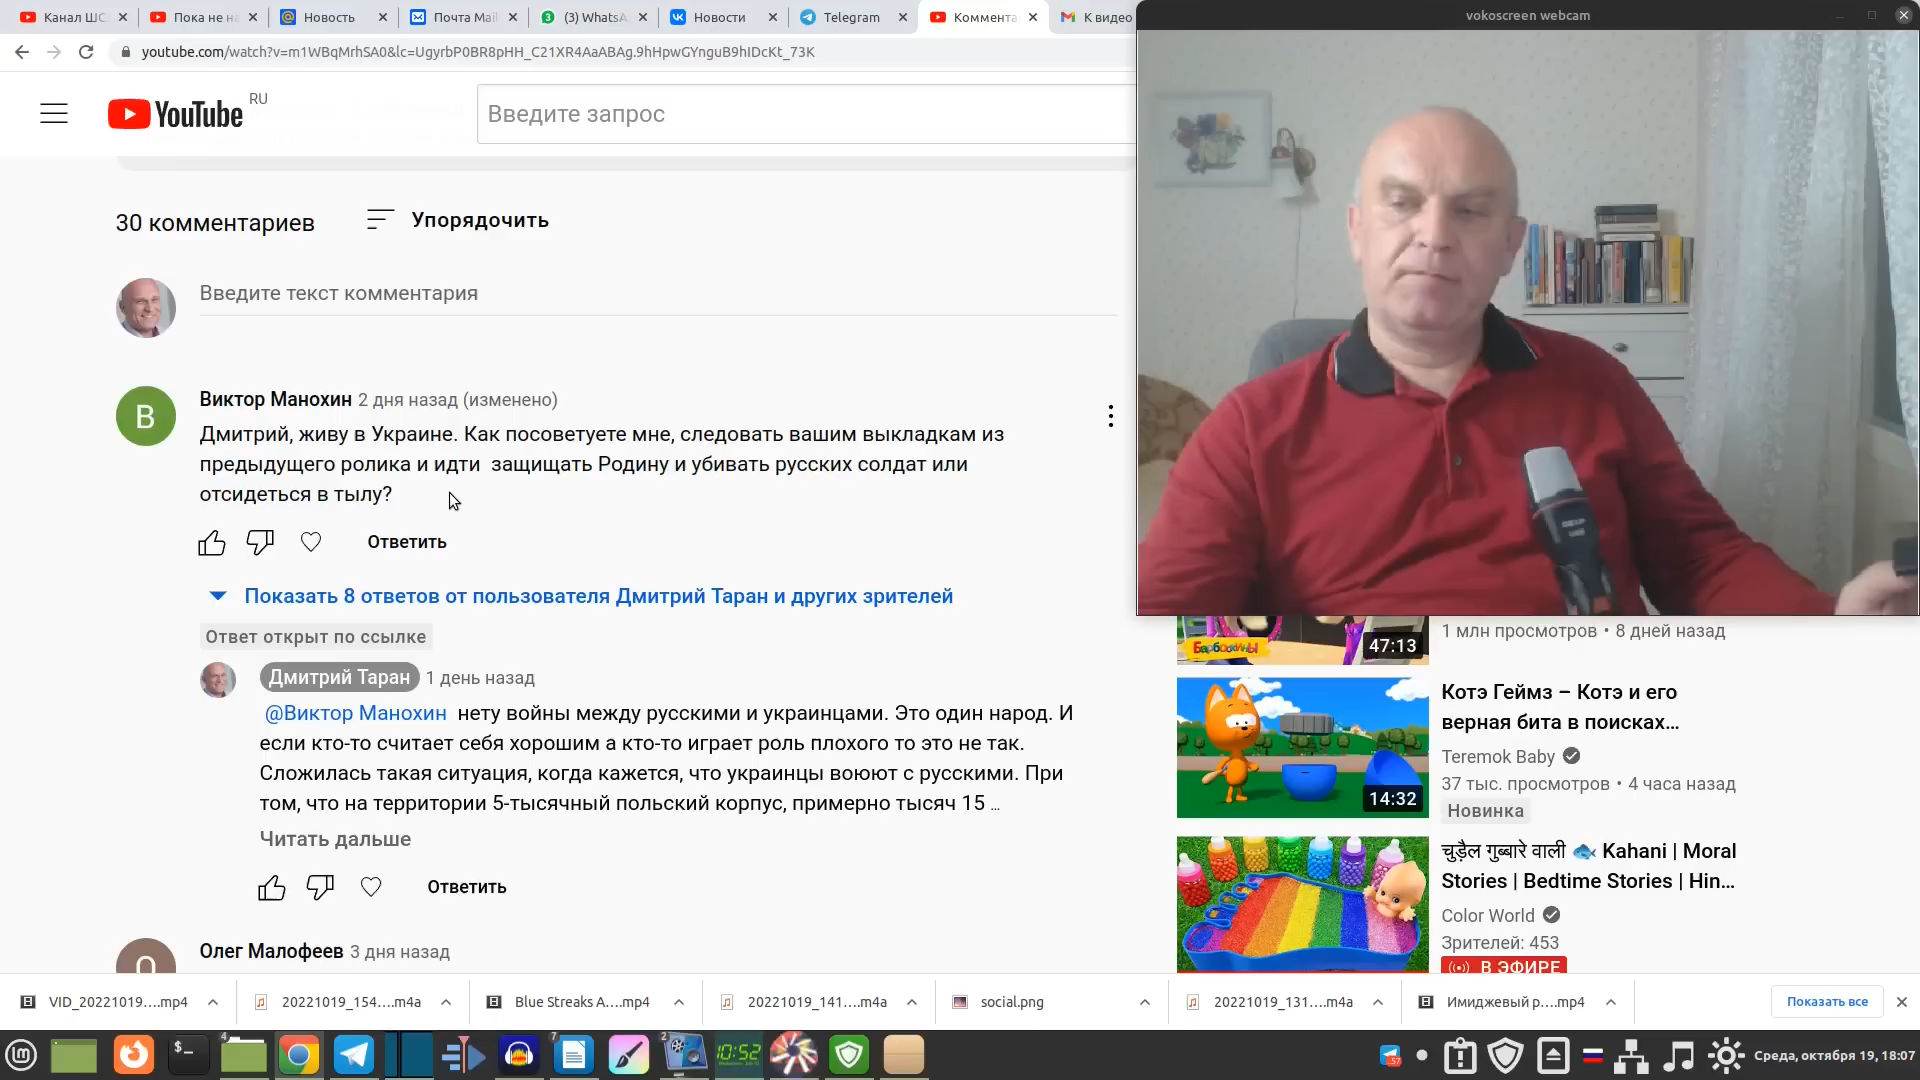 Канал ШС
Пока не на
Новость
Почта Mail
(3) WhatsA
Новости
Telegram
Коммента
К видео
vokoscreen webcam
youtube.com/watch?v=m1WBqMrhSA0&lc=UgyrbP0BR8pHH_C21XR4AaABAg.9hHpwGYnguB9hIDcKt_73K
YouTube RU
Введите запрос
30 комментариев
Упорядочить
Введите текст комментария
В
Виктор Манохин 2 дня назад (изменено)
Дмитрий, живу в Украине. Как посоветуете мне, следовать вашим выкладкам из
предыдущего ролика и идти защищать Родину и убивать русских солдат или
отсидеться в тылу?
Ответить
Показать 8 ответов от пользователя Дмитрий Таран и других зрителей
Ответ открыт по ссылке
Дмитрий Таран 1 день назад
@Виктор Манохин нету войны между русскими и украинцами. Это один народ. И
если кто-то считает себя хорошим а кто-то играет роль плохого то это не так.
Сложилась такая ситуация, когда кажется, что украинцы воюют с русскими. При
том, что на территории 5-тысячный польский корпус, примерно тысяч 15 ...
Читать дальше
Ответить
О
Олег Малофеев 3 дня назад
Барбоскины
47:13
1 млн просмотров • 8 дней назад
14:32
Котэ Геймз – Котэ и его
верная бита в поисках...
Teremok Baby
37 тыс. просмотров • 4 часа назад
Новинка
चुड़ैल गुब्बारे वाली 🐟 Kahani | Moral
Stories | Bedtime Stories | Hin...
Color World
Зрителей: 453
В ЭФИРЕ
VID_20221019....mp4
20221019_154....m4a
Blue Streaks A....mp4
20221019_141....m4a
social.png
20221019_131....m4a
Имиджевый р....mp4
Показать все
4
7
2
10:52
57
Среда, октября 19, 18:07